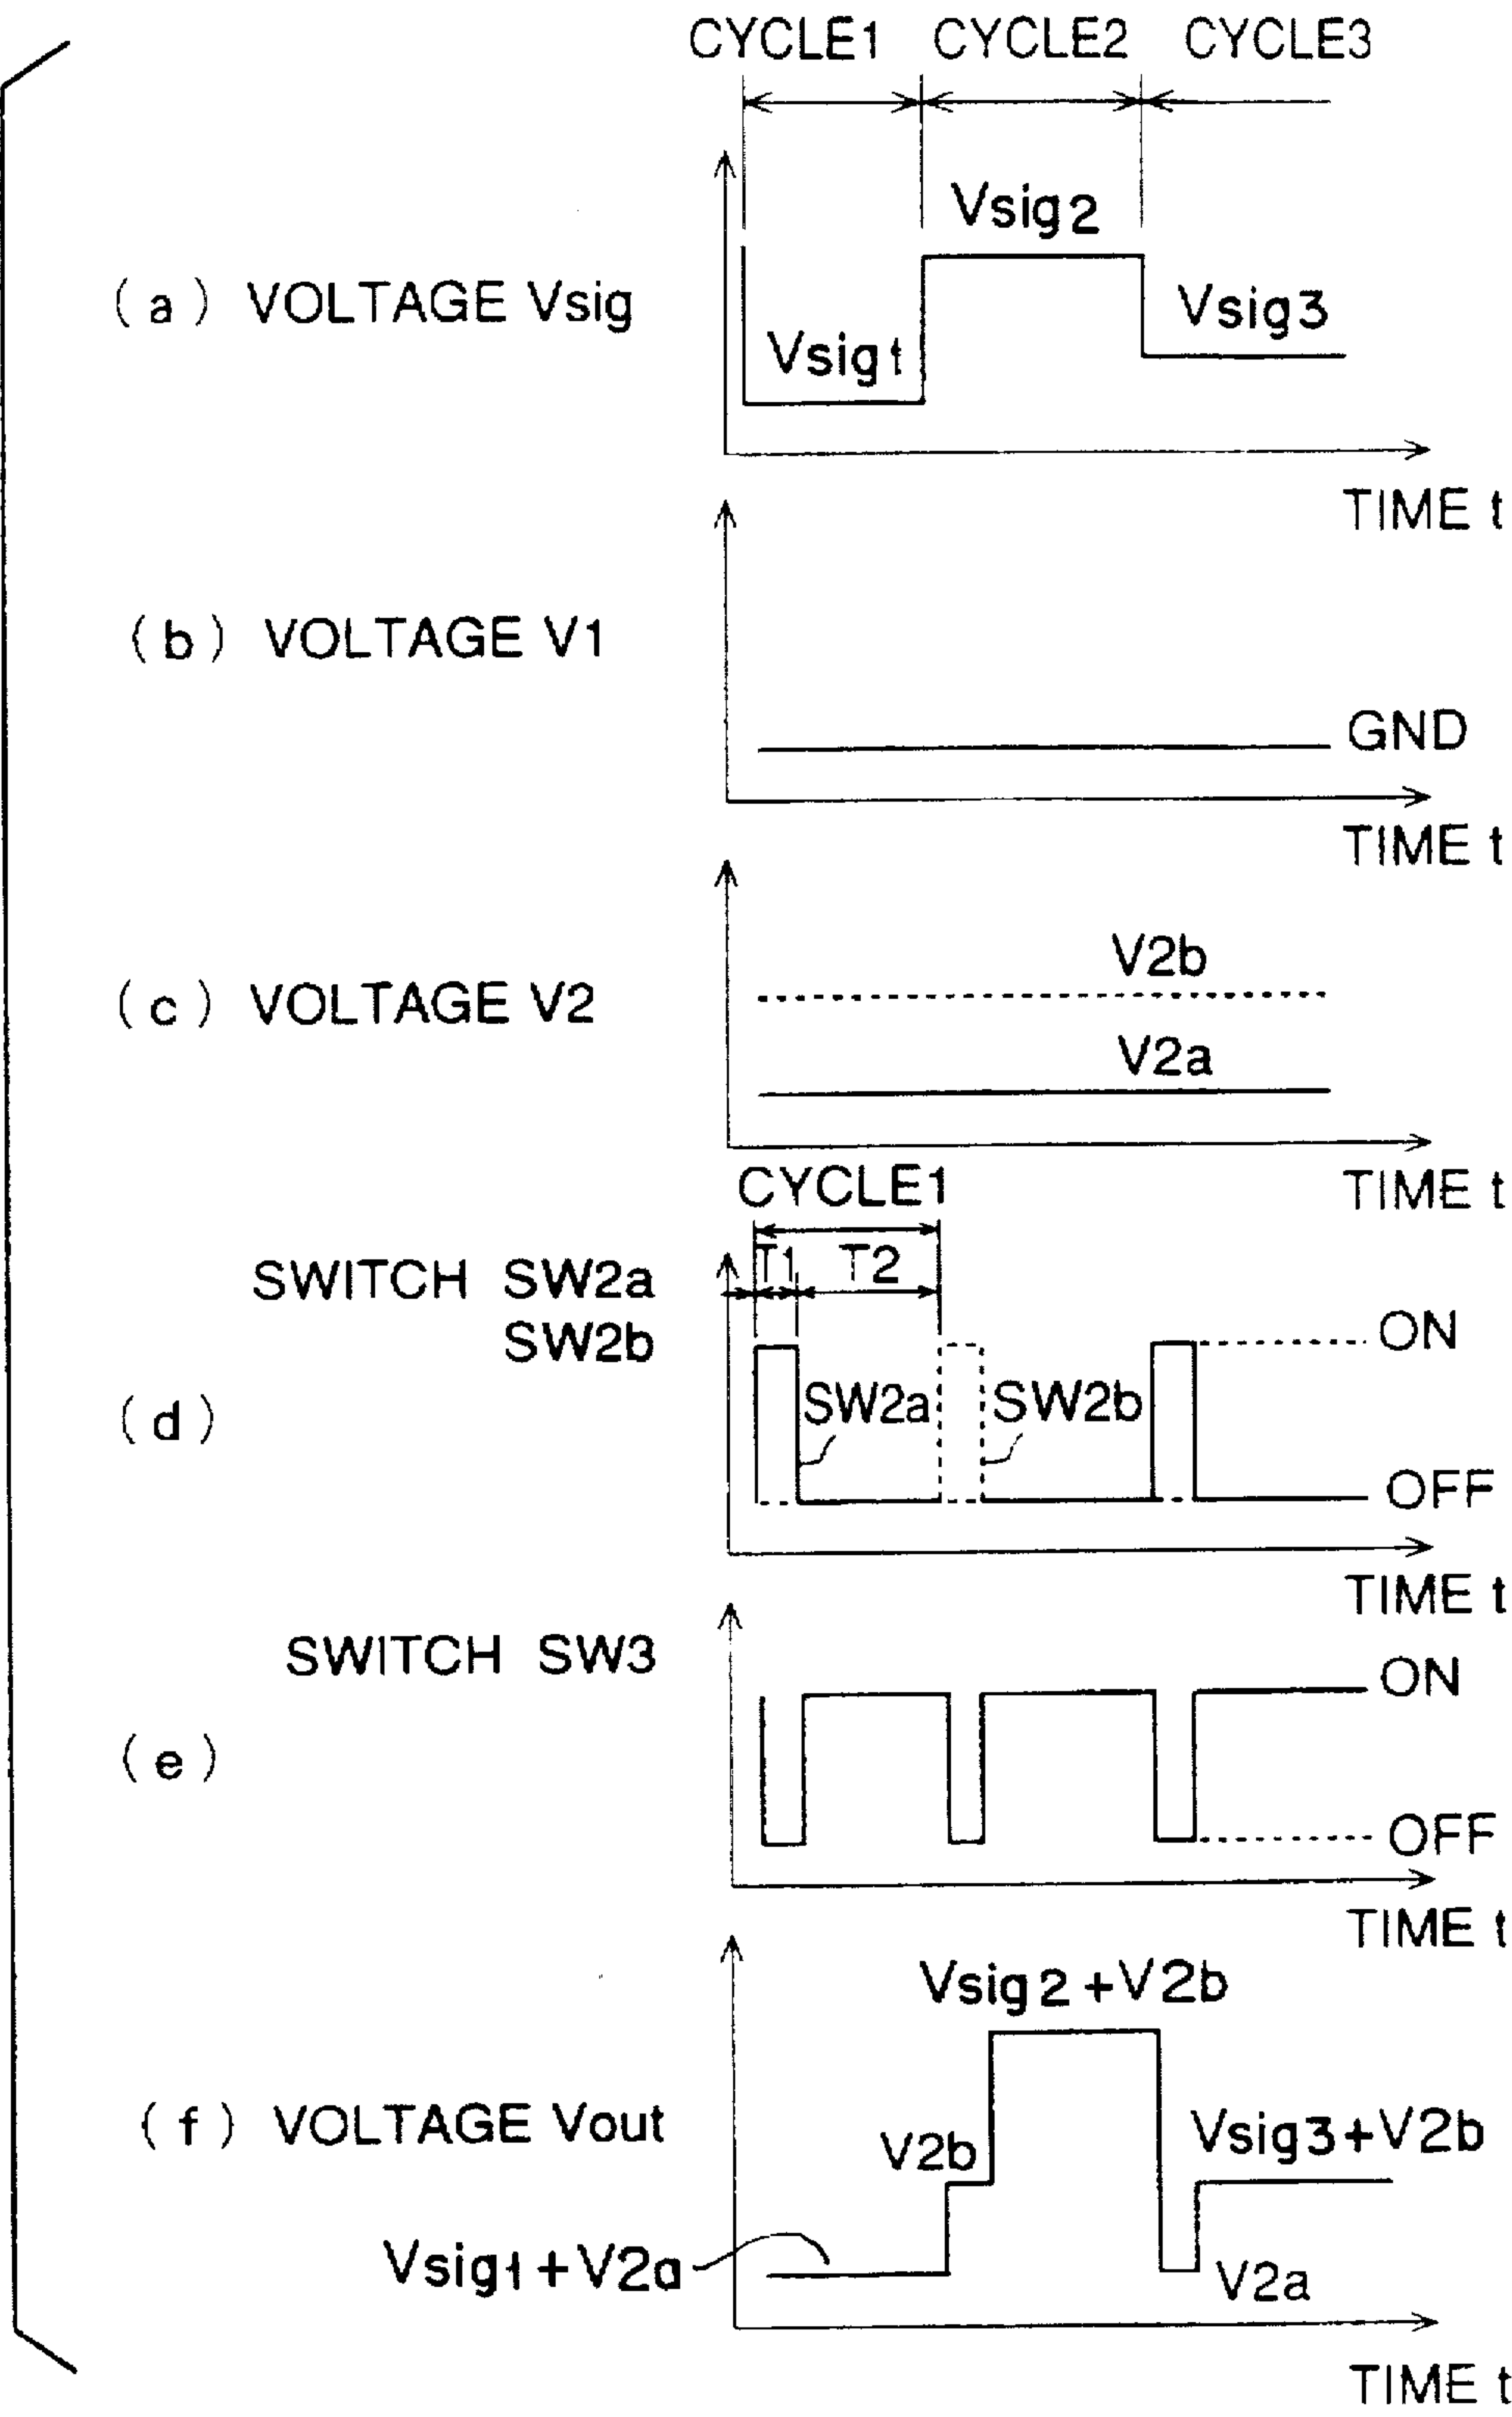 CYCLE1 CYCLE2 CYCLE3
Vsig2
(a) VOLTAGE Vsig
Vsig3
Vsig1
TIME t
(b) VOLTAGE V1
GND
TIME t
V2b
(c) VOLTAGE V2
V2a
TIME t
CYCLE1
T1 T2
SWITCH SW2a
SW2b
ON
SW2a SW2b
(d)
OFF
TIME t
SWITCH SW3
ON
(e)
OFF
TIME t
Vsig2+V2b
(f) VOLTAGE Vout
Vsig3+V2b
V2b
Vsig1+V2a
V2a
TIME t